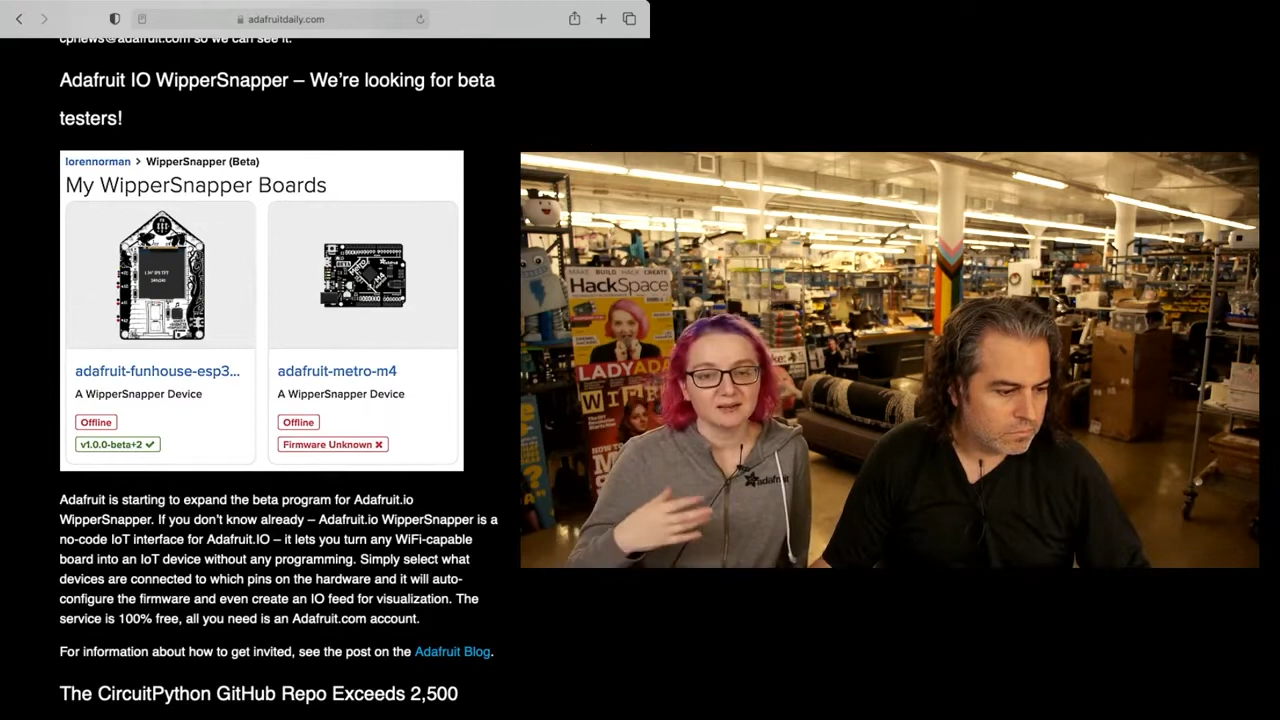 adafruitdaily.com
cpnews@adafruit.com so we can see it.
Adafruit IO WipperSnapper – We’re looking for beta
testers!
lorennorman > WipperSnapper (Beta)
My WipperSnapper Boards
adafruit-funhouse-esp3...
A WipperSnapper Device
Offline
v1.0.0-beta+2 ✔
adafruit-metro-m4
A WipperSnapper Device
Offline
Firmware Unknown ✖
Adafruit is starting to expand the beta program for Adafruit.io
WipperSnapper. If you don’t know already – Adafruit.io WipperSnapper is a
no-code IoT interface for Adafruit.IO – it lets you turn any WiFi-capable
board into an IoT device without any programming. Simply select what
devices are connected to which pins on the hardware and it will auto-
configure the firmware and even create an IO feed for visualization. The
service is 100% free, all you need is an Adafruit.com account.
For information about how to get invited, see the post on the Adafruit Blog.
The CircuitPython GitHub Repo Exceeds 2,500
MAKE BUILD HACK CREATE
HackSpace
LADYADA
WIRED
adafruit